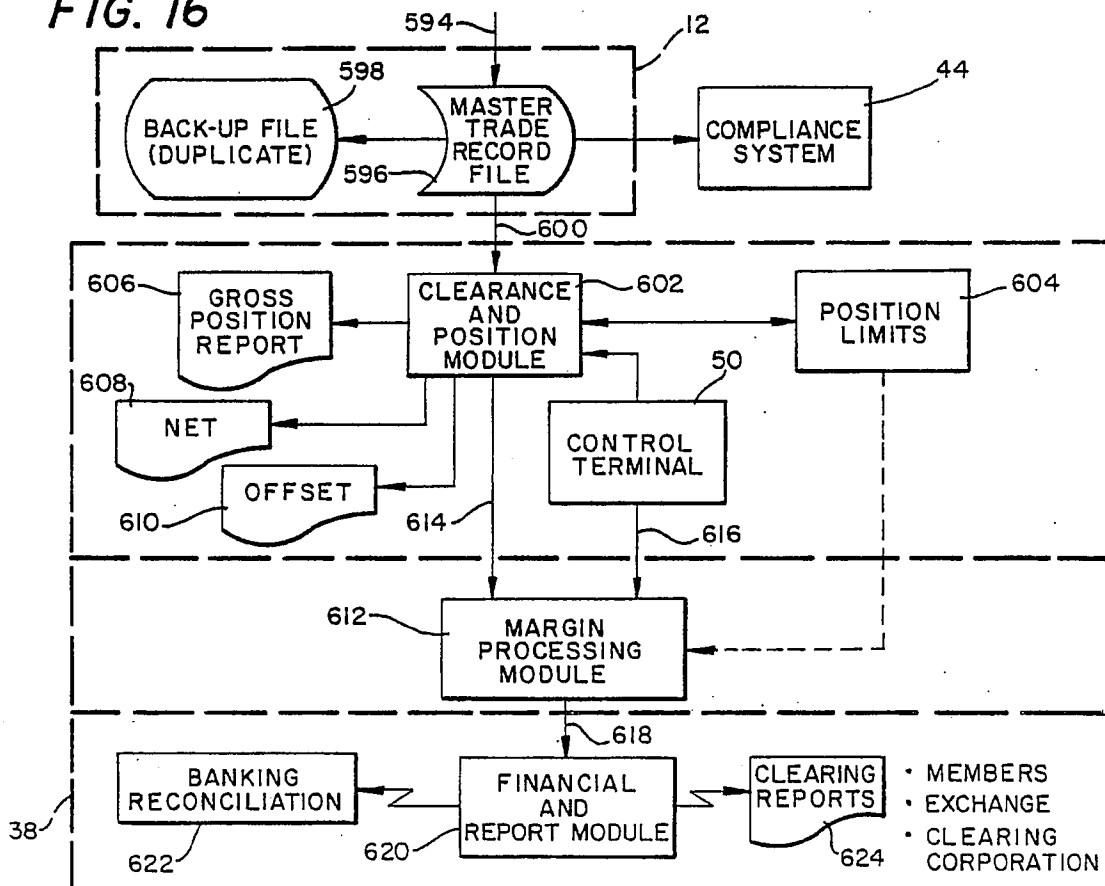 FIG. 16
594
12
598
44
BACK-UP FILE
(DUPLICATE)
MASTER
TRADE
RECORD
FILE
596
COMPLIANCE
SYSTEM
600
606
GROSS
POSITION
REPORT
CLEARANCE
AND
POSITION
MODULE
602
604
POSITION
LIMITS
608
NET
50
CONTROL
TERMINAL
OFFSET
610
614
616
612
MARGIN
PROCESSING
MODULE
618
BANKING
RECONCILIATION
FINANCIAL
AND
REPORT MODULE
CLEARING
REPORTS
• MEMBERS
• EXCHANGE
• CLEARING
CORPORATION
38
622
620
624